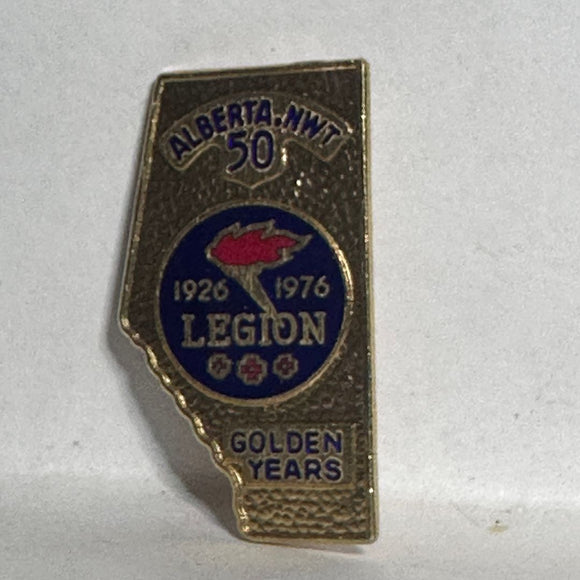 ALBERTA.NWT
50
1926 1976
LEGION
GOLDEN
YEARS